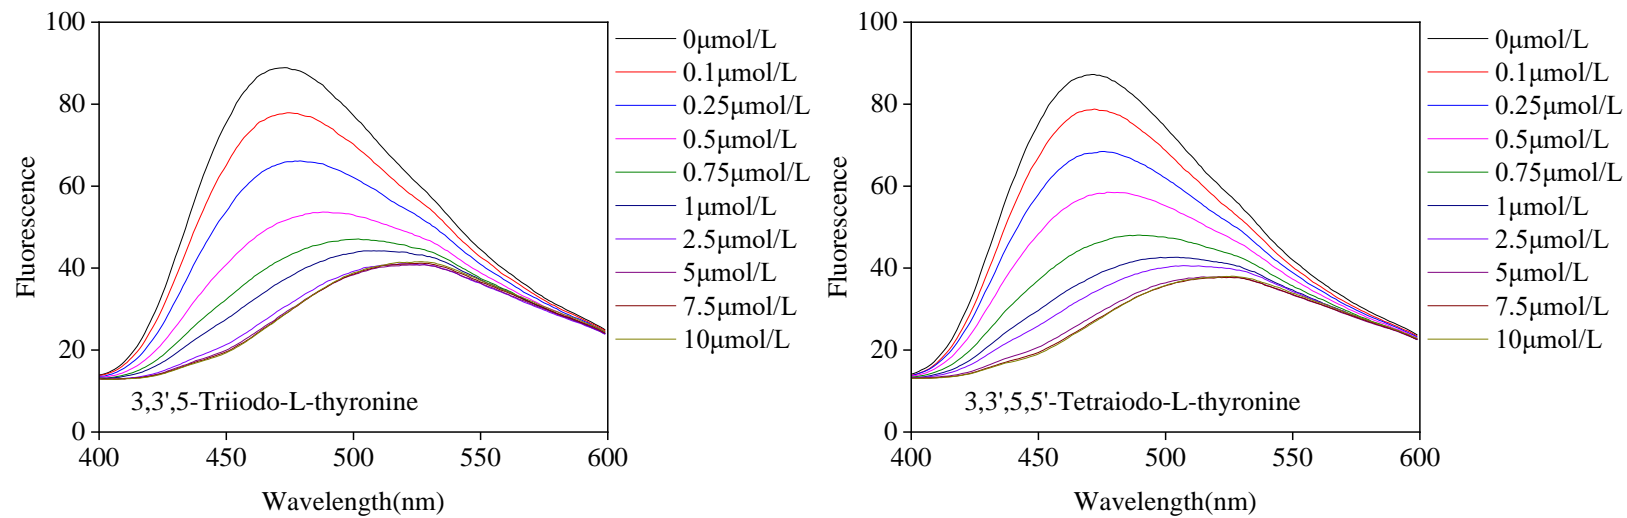 100
80
60
40
20
0
400
450
500
550
600
Fluorescence
Wavelength(nm)
3,3',5-Triiodo-L-thyronine
0μmol/L
0.1μmol/L
0.25μmol/L
0.5μmol/L
0.75μmol/L
1μmol/L
2.5μmol/L
5μmol/L
7.5μmol/L
10μmol/L
100
80
60
40
20
0
400
450
500
550
600
Fluorescence
Wavelength(nm)
3,3',5,5'-Tetraiodo-L-thyronine
0μmol/L
0.1μmol/L
0.25μmol/L
0.5μmol/L
0.75μmol/L
1μmol/L
2.5μmol/L
5μmol/L
7.5μmol/L
10μmol/L